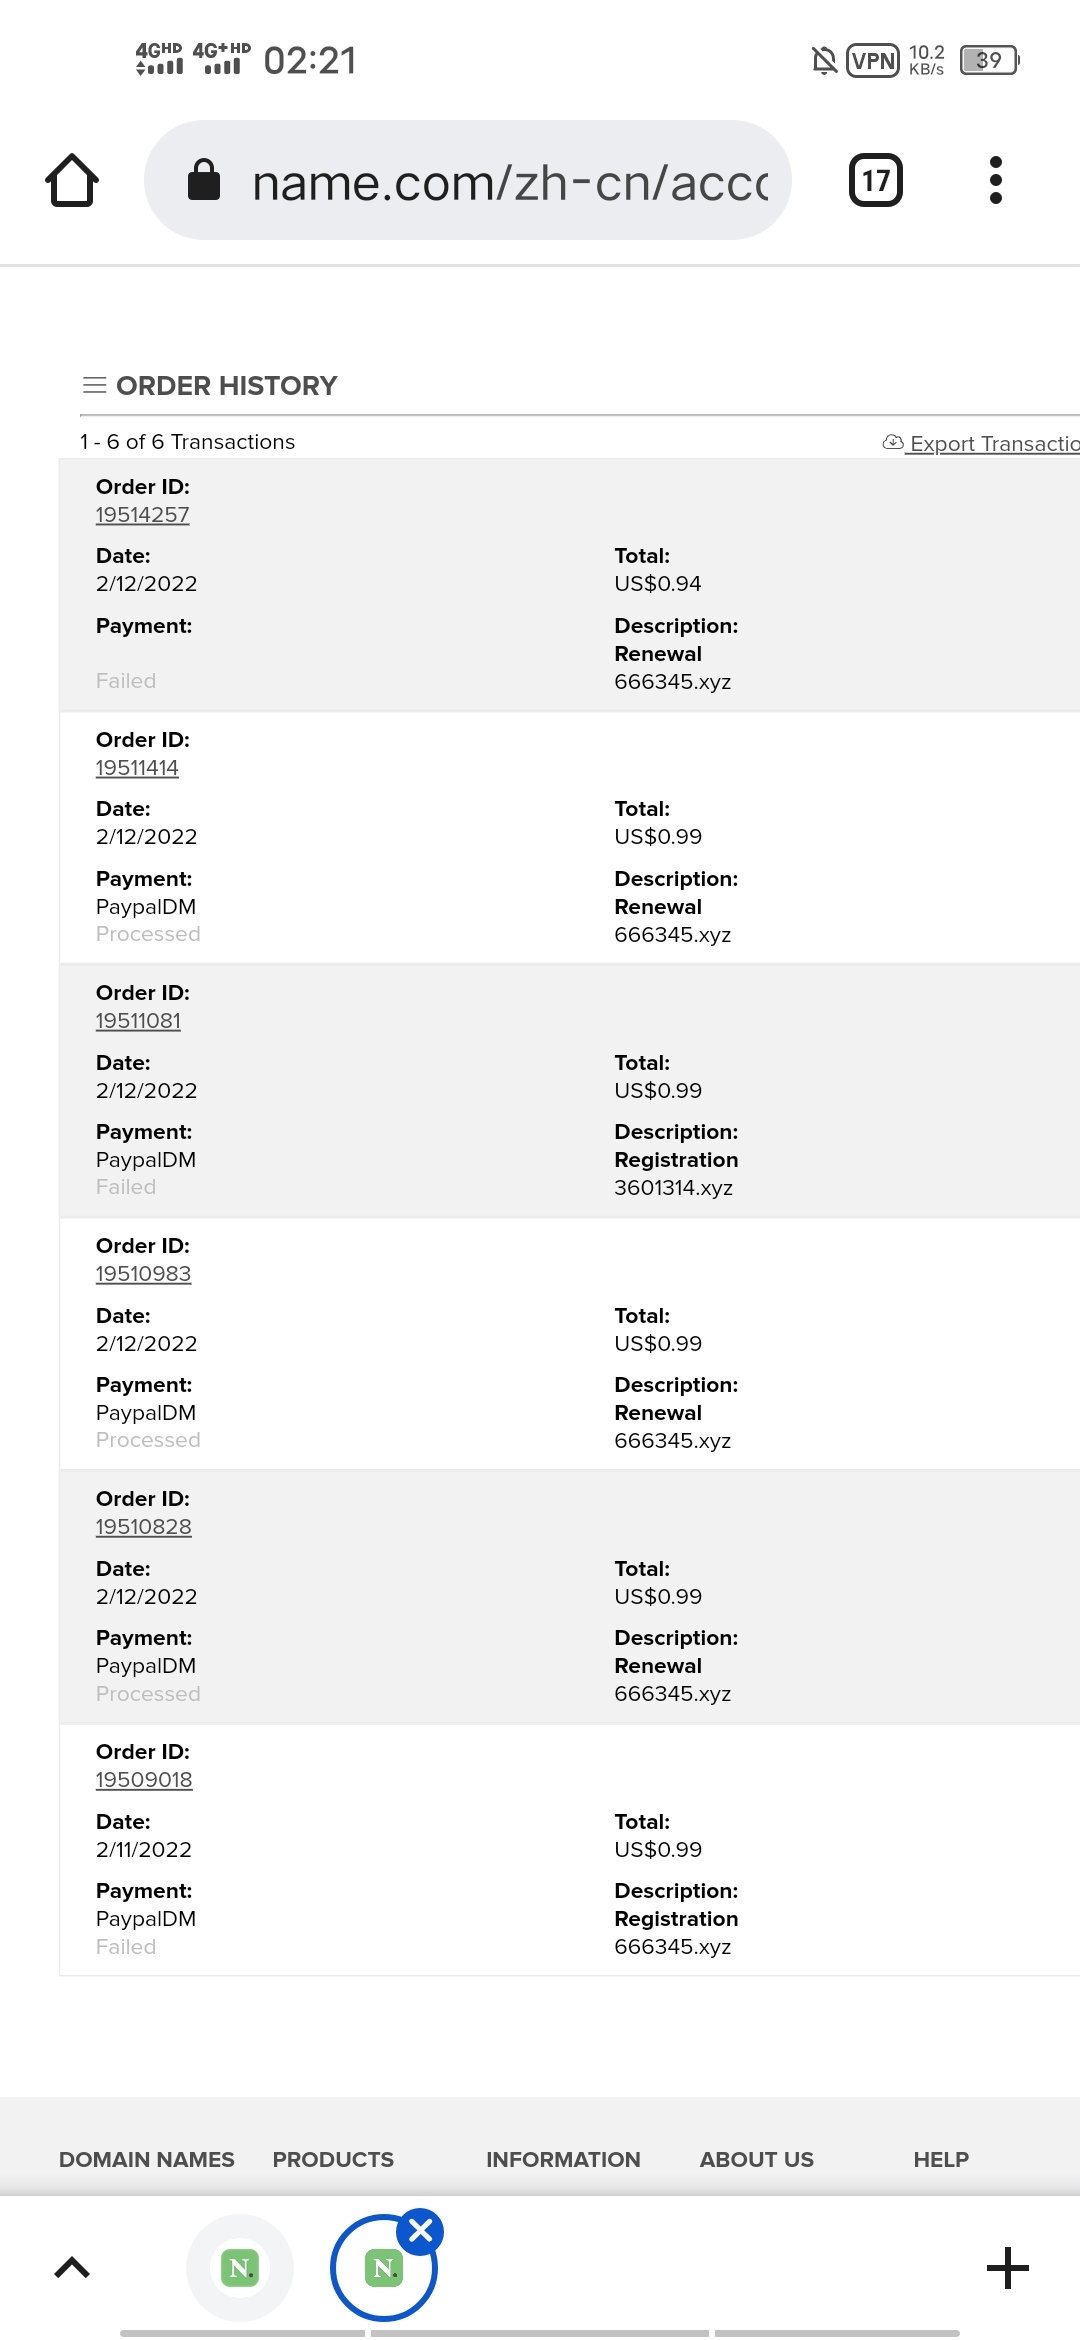 4GHD 4G+HD 02:21 VPN 10.2 KB/s 39
name.com/zh-cn/acco 17
ORDER HISTORY
1 - 6 of 6 Transactions Export Transactio
Order ID:
19514257
Date: Total:
2/12/2022 US$0.94
Payment: Description:
Renewal
Failed 666345.xyz
Order ID:
19511414
Date: Total:
2/12/2022 US$0.99
Payment: Description:
PaypalDM Renewal
Processed 666345.xyz
Order ID:
19511081
Date: Total:
2/12/2022 US$0.99
Payment: Description:
PaypalDM Registration
Failed 3601314.xyz
Order ID:
19510983
Date: Total:
2/12/2022 US$0.99
Payment: Description:
PaypalDM Renewal
Processed 666345.xyz
Order ID:
19510828
Date: Total:
2/12/2022 US$0.99
Payment: Description:
PaypalDM Renewal
Processed 666345.xyz
Order ID:
19509018
Date: Total:
2/11/2022 US$0.99
Payment: Description:
PaypalDM Registration
Failed 666345.xyz
DOMAIN NAMES PRODUCTS INFORMATION ABOUT US HELP
N. N.